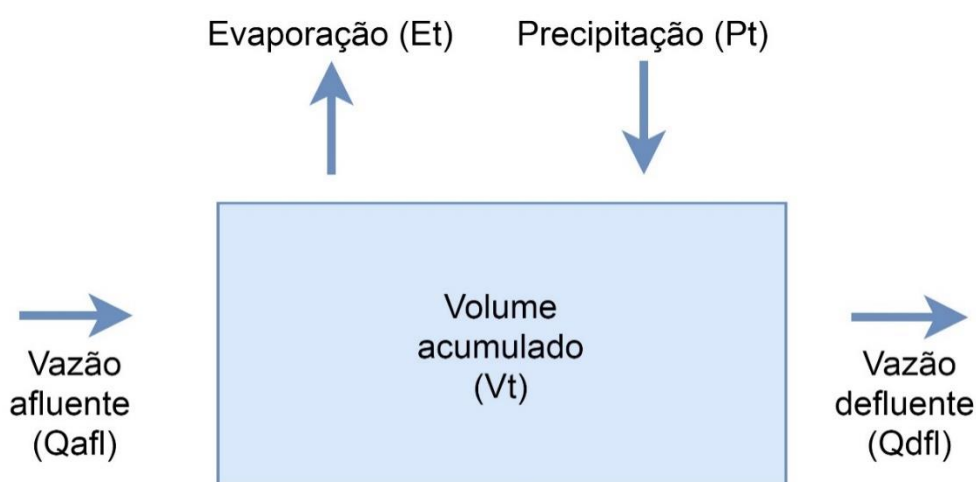 Evaporação (Et)
Precipitação (Pt)
Volume
acumulado
(Vt)
Vazão
afluente
(Qafl)
Vazão
defluente
(Qdfl)